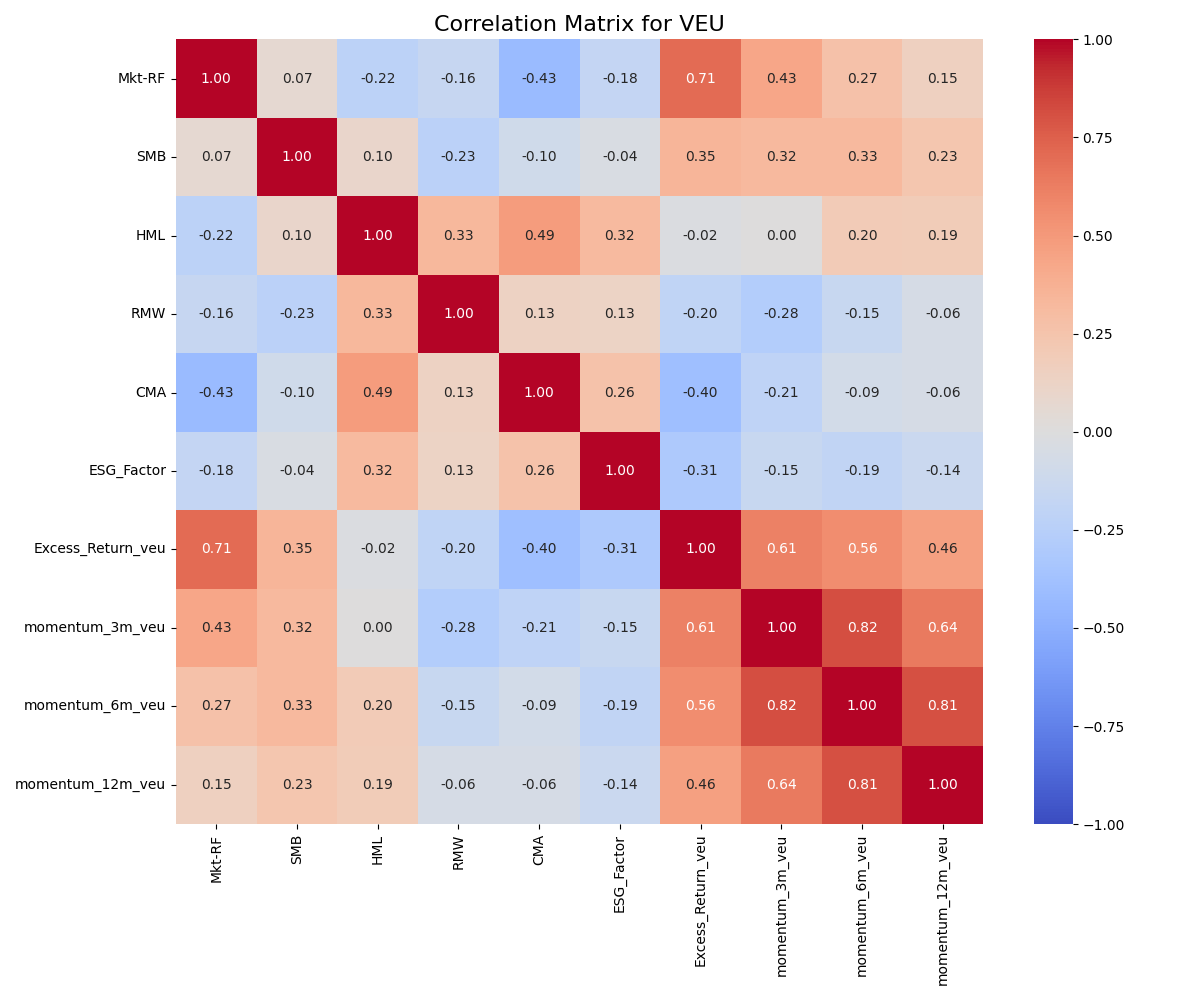 Correlation Matrix for VEU
Mkt-RF 1.00 0.07 -0.22 -0.16 -0.43 -0.18 0.71 0.43 0.27 0.15
SMB 0.07 1.00 0.10 -0.23 -0.10 -0.04 0.35 0.32 0.33 0.23
HML -0.22 0.10 1.00 0.33 0.49 0.32 -0.02 0.00 0.20 0.19
RMW -0.16 -0.23 0.33 1.00 0.13 0.13 -0.20 -0.28 -0.15 -0.06
CMA -0.43 -0.10 0.49 0.13 1.00 0.26 -0.40 -0.21 -0.09 -0.06
ESG_Factor -0.18 -0.04 0.32 0.13 0.26 1.00 -0.31 -0.15 -0.19 -0.14
Excess_Return_veu 0.71 0.35 -0.02 -0.20 -0.40 -0.31 1.00 0.61 0.56 0.46
momentum_3m_veu 0.43 0.32 0.00 -0.28 -0.21 -0.15 0.61 1.00 0.82 0.64
momentum_6m_veu 0.27 0.33 0.20 -0.15 -0.09 -0.19 0.56 0.82 1.00 0.81
momentum_12m_veu 0.15 0.23 0.19 -0.06 -0.06 -0.14 0.46 0.64 0.81 1.00
Mkt-RF
SMB
HML
RMW
CMA
ESG_Factor
Excess_Return_veu
momentum_3m_veu
momentum_6m_veu
momentum_12m_veu
1.00
0.75
0.50
0.25
0.00
−0.25
−0.50
−0.75
−1.00